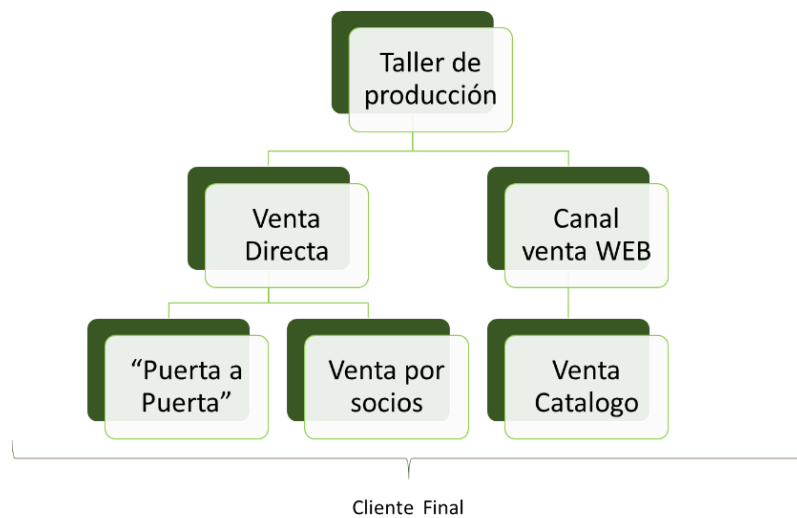 Taller de
producción
Venta
Directa
Canal
venta WEB
“Puerta a
Puerta”
Venta por
socios
Venta
Catalogo
Cliente Final